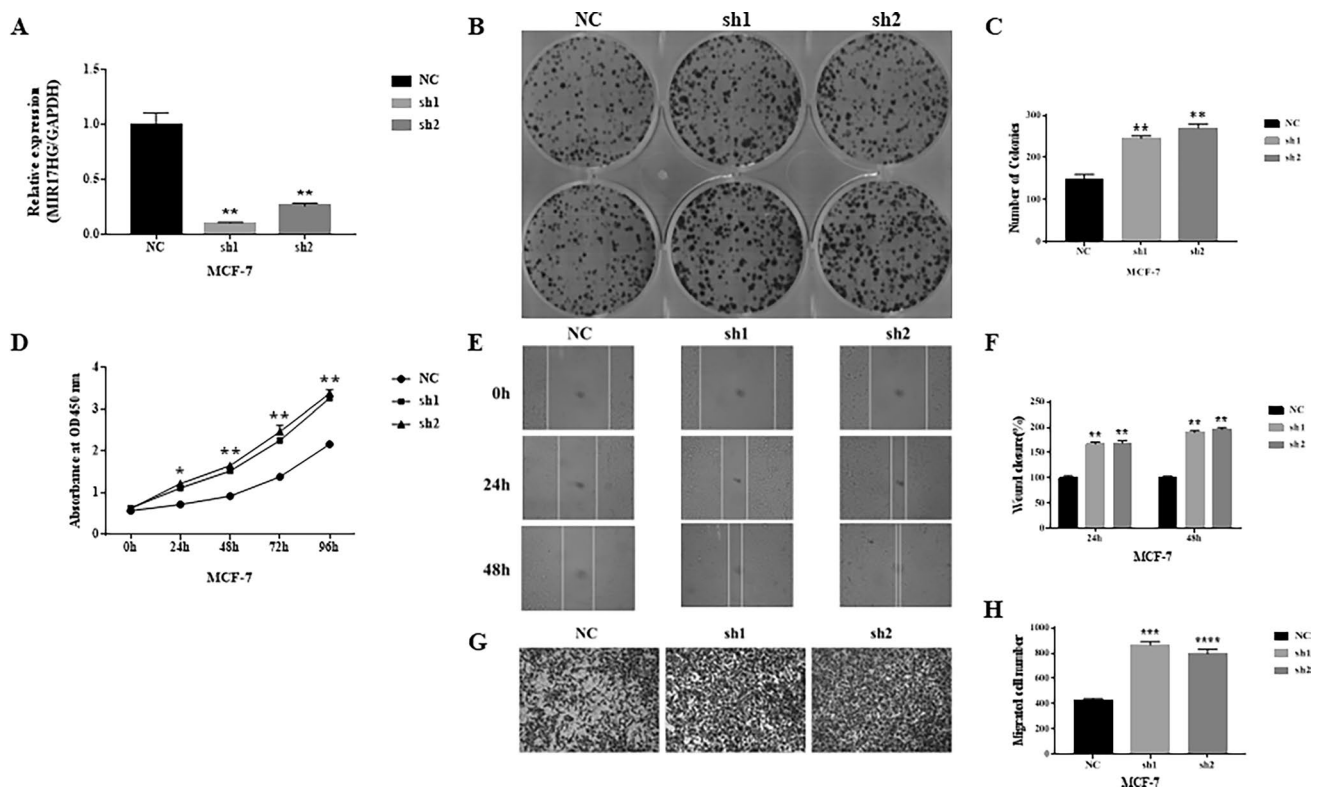 A
Relative expression
(MIR17HG/GAPDH)
1.5
1.0
0.5
0.0
**
**
NC
sh1
sh2
MCF-7
NC
sh1
sh2
B
NC
sh1
sh2
C
Number of Colonies
300
200
100
0
**
**
NC
sh1
sh2
MCF-7
NC
sh1
sh2
D
Absorbance at OD450 nm
4
3
2
1
0
*
**
**
**
0h
24h
48h
72h
96h
MCF-7
NC
sh1
sh2
E
NC
sh1
sh2
0h
24h
48h
F
Wound closure(%)
250
200
150
100
50
0
**
**
**
**
24h
48h
MCF-7
NC
sh1
sh2
G
NC
sh1
sh2
H
Migrated cell number
1000
800
600
400
200
0
***
****
NC
sh1
sh2
MCF-7
NC
sh1
sh2